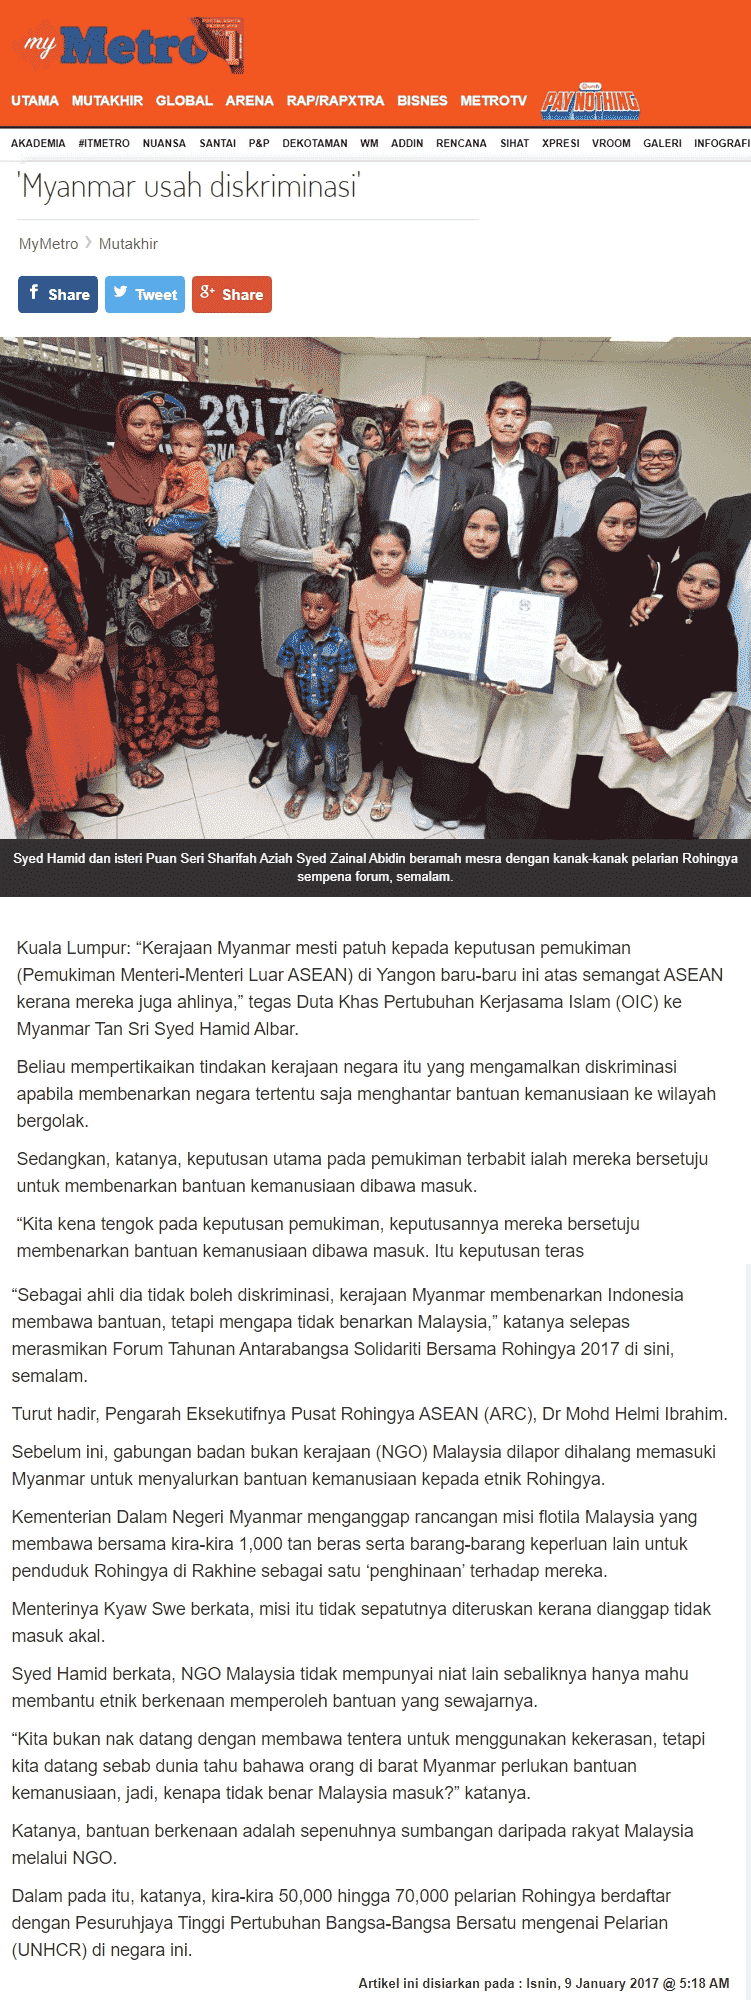 my Metro
UTAMA MUTAKHIR GLOBAL ARENA RAP/RAPXTRA BISNES METROTV PAY NOTHING
AKADEMIA #ITMETRO NUANSA SANTAI P&P DEKOTAMAN WM ADDIN RENCANA SIHAT XPRESI VROOM GALERI INFOGRAFI
'Myanmar usah diskriminasi'
MyMetro > Mutakhir
Share Tweet Share
2017
Syed Hamid dan isteri Puan Seri Sharifah Aziah Syed Zainal Abidin beramah mesra dengan kanak-kanak pelarian Rohingya
sempena forum, semalam.
Kuala Lumpur: “Kerajaan Myanmar mesti patuh kepada keputusan pemukiman
(Pemukiman Menteri-Menteri Luar ASEAN) di Yangon baru-baru ini atas semangat ASEAN
kerana mereka juga ahlinya,” tegas Duta Khas Pertubuhan Kerjasama Islam (OIC) ke
Myanmar Tan Sri Syed Hamid Albar.
Beliau mempertikaikan tindakan kerajaan negara itu yang mengamalkan diskriminasi
apabila membenarkan negara tertentu saja menghantar bantuan kemanusiaan ke wilayah
bergolak.
Sedangkan, katanya, keputusan utama pada pemukiman terbabit ialah mereka bersetuju
untuk membenarkan bantuan kemanusiaan dibawa masuk.
“Kita kena tengok pada keputusan pemukiman, keputusannya mereka bersetuju
membenarkan bantuan kemanusiaan dibawa masuk. Itu keputusan teras
“Sebagai ahli dia tidak boleh diskriminasi, kerajaan Myanmar membenarkan Indonesia
membawa bantuan, tetapi mengapa tidak benarkan Malaysia,” katanya selepas
merasmikan Forum Tahunan Antarabangsa Solidariti Bersama Rohingya 2017 di sini,
semalam.
Turut hadir, Pengarah Eksekutifnya Pusat Rohingya ASEAN (ARC), Dr Mohd Helmi Ibrahim.
Sebelum ini, gabungan badan bukan kerajaan (NGO) Malaysia dilapor dihalang memasuki
Myanmar untuk menyalurkan bantuan kemanusiaan kepada etnik Rohingya.
Kementerian Dalam Negeri Myanmar menganggap rancangan misi flotila Malaysia yang
membawa bersama kira-kira 1,000 tan beras serta barang-barang keperluan lain untuk
penduduk Rohingya di Rakhine sebagai satu ‘penghinaan’ terhadap mereka.
Menterinya Kyaw Swe berkata, misi itu tidak sepatutnya diteruskan kerana dianggap tidak
masuk akal.
Syed Hamid berkata, NGO Malaysia tidak mempunyai niat lain sebaliknya hanya mahu
membantu etnik berkenaan memperoleh bantuan yang sewajarnya.
“Kita bukan nak datang dengan membawa tentera untuk menggunakan kekerasan, tetapi
kita datang sebab dunia tahu bahawa orang di barat Myanmar perlukan bantuan
kemanusiaan, jadi, kenapa tidak benar Malaysia masuk?” katanya.
Katanya, bantuan berkenaan adalah sepenuhnya sumbangan daripada rakyat Malaysia
melalui NGO.
Dalam pada itu, katanya, kira-kira 50,000 hingga 70,000 pelarian Rohingya berdaftar
dengan Pesuruhjaya Tinggi Pertubuhan Bangsa-Bangsa Bersatu mengenai Pelarian
(UNHCR) di negara ini.
Artikel ini disiarkan pada : Isnin, 9 January 2017 @ 5:18 AM